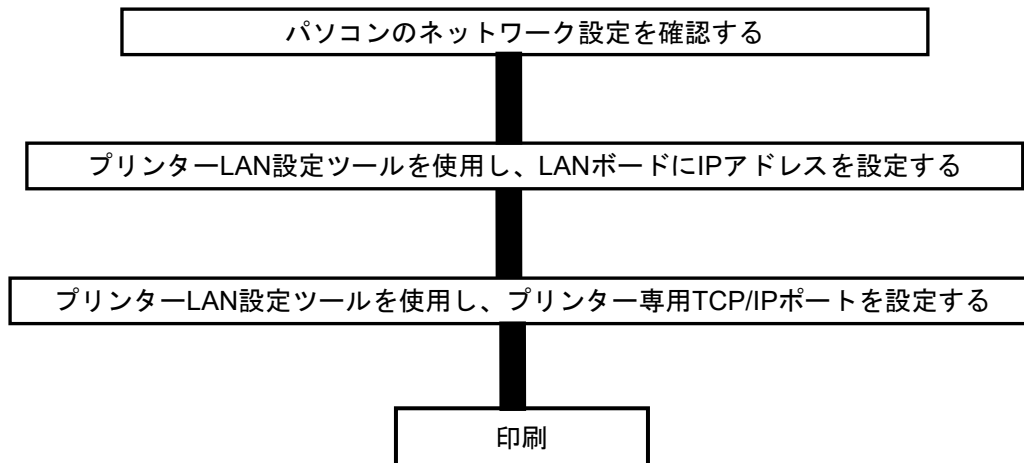 パソコンのネットワーク設定を確認する
プリンターLAN設定ツールを使用し、LANボードにIPアドレスを設定する
プリンターLAN設定ツールを使用し、プリンター専用TCP/IPポートを設定する
印刷